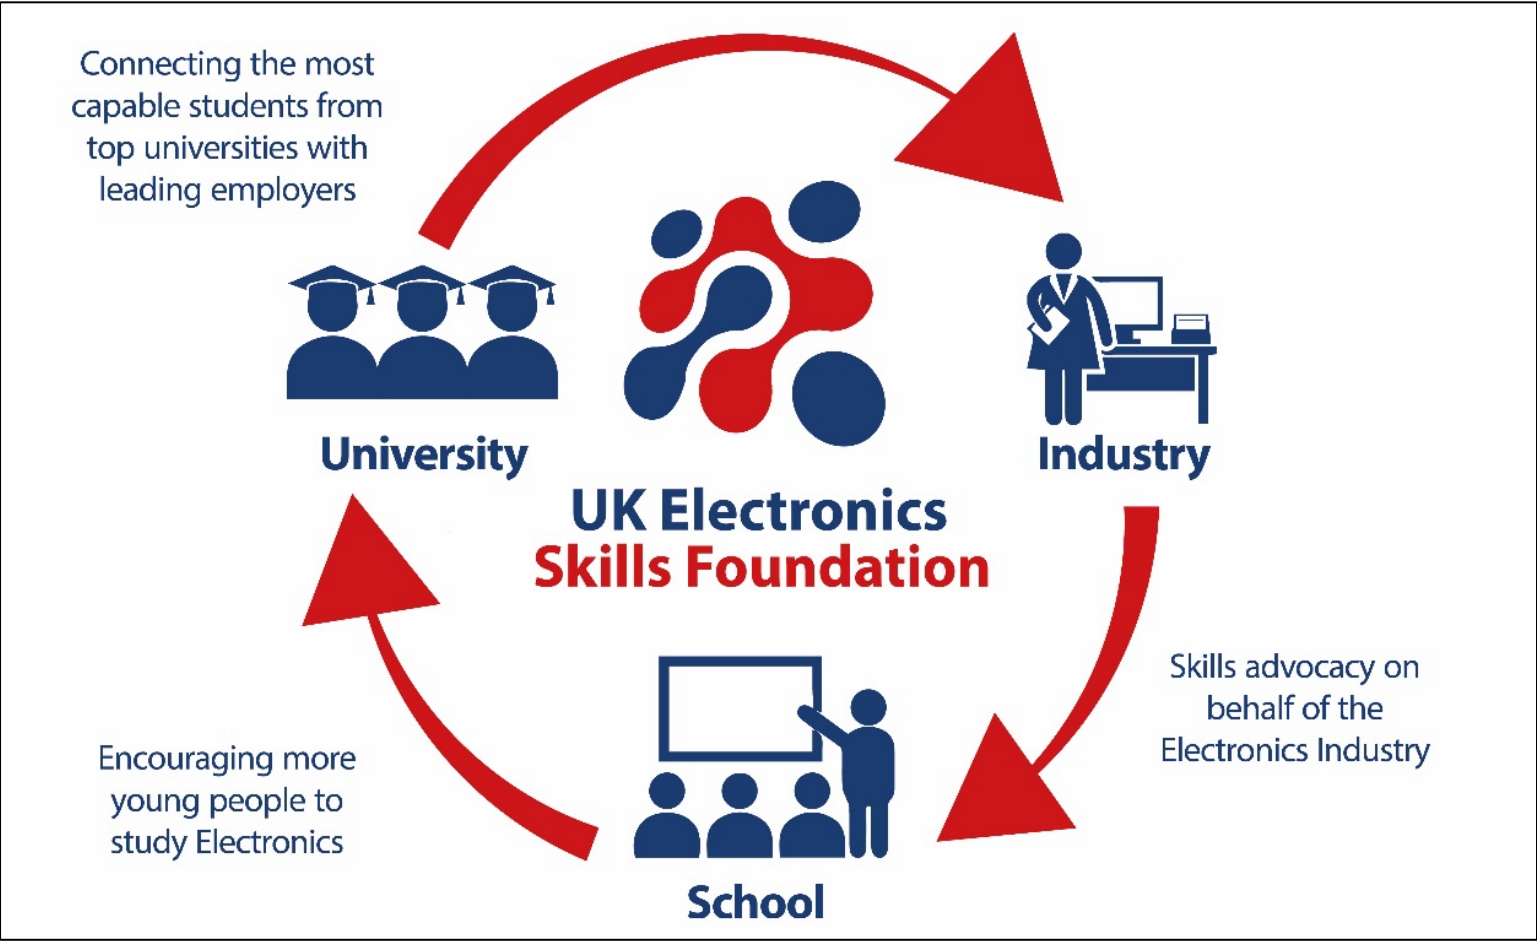 Connecting the most
capable students from
top universities with
leading employers
University
Industry
UK Electronics
Skills Foundation
Skills advocacy on
behalf of the
Electronics Industry
Encouraging more
young people to
study Electronics
School